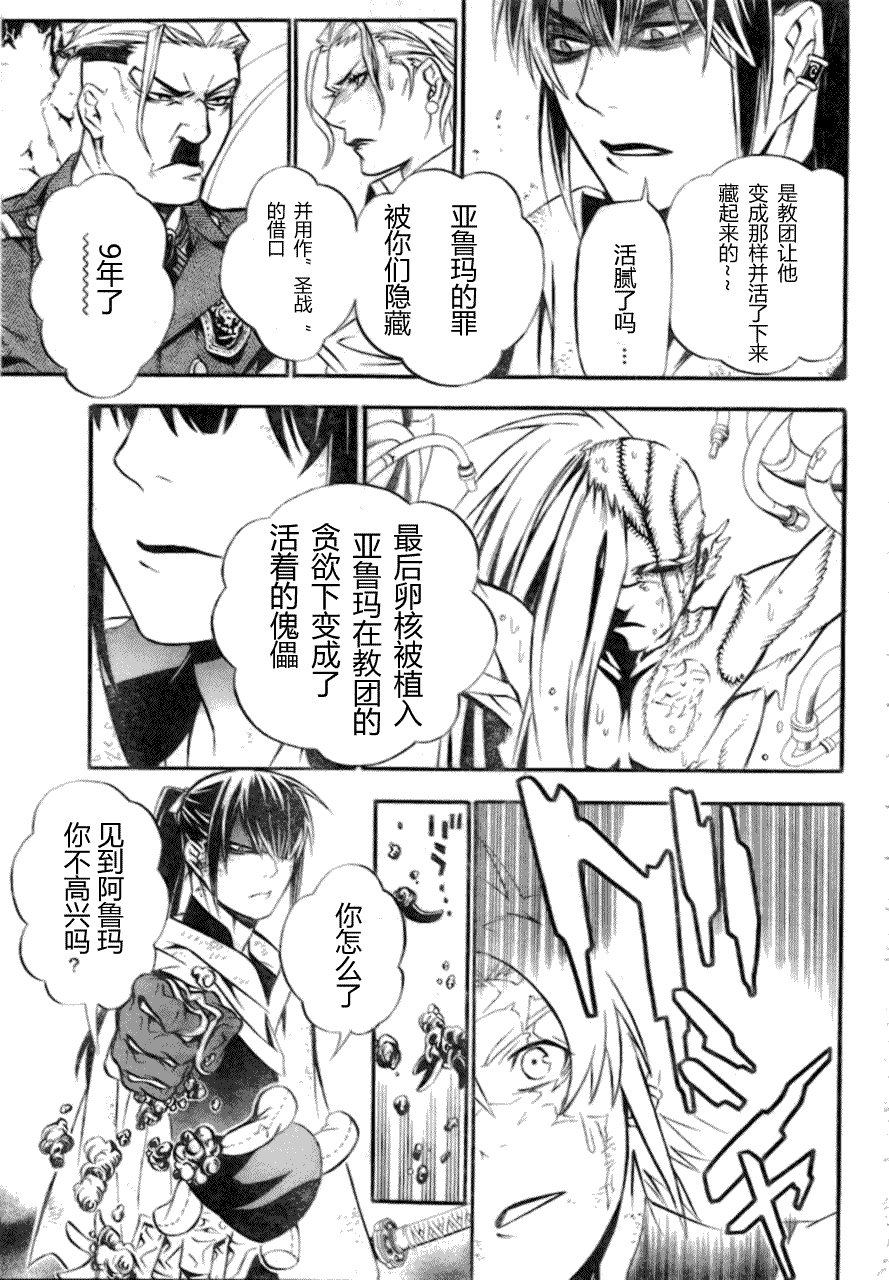 是教团让他
变成那样并活了下来
藏起来的~~
活腻了吗…
亚鲁玛的罪
被你们隐藏
并用作"圣战"
的借口
9年了
~~~~~
最后卵核被植入
亚鲁玛在教团的
贪欲下变成了
活着的傀儡
你怎么了
见到阿鲁玛
你不高兴吗?